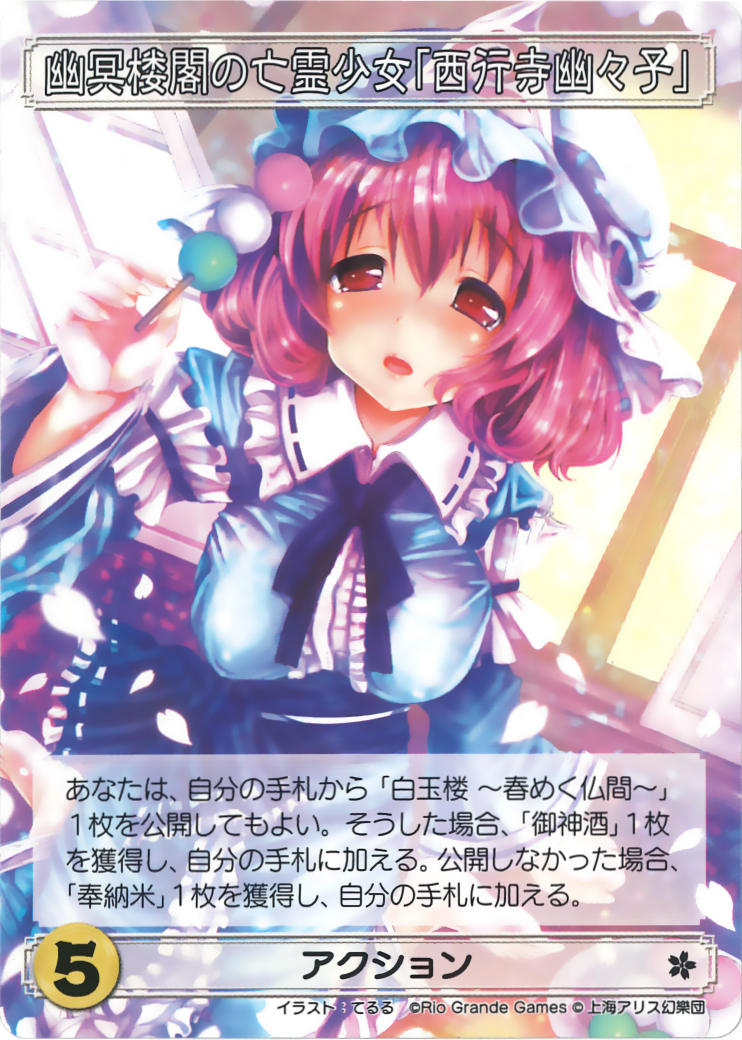 幽冥楼閣の亡霊少女「西行寺幽々子」
あなたは、自分の手札から「白玉楼 ～春めく仏間～」
１枚を公開してもよい。そうした場合、「御神酒」１枚
を獲得し、自分の手札に加える。公開しなかった場合、
「奉納米」１枚を獲得し、自分の手札に加える。
5
アクション
イラスト：てるる ©Rio Grande Games © 上海アリス幻樂団